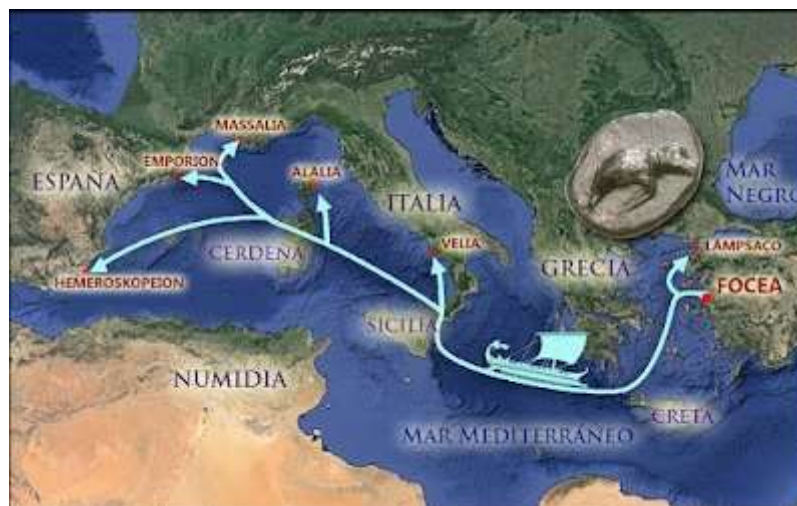 MASSALIA
EMPORION
ESPAÑA
ALALIA
ITALIA
MAR
NEGRO
CERDEÑA
VELIA
GRECIA
LÁMPSACO
FOCEA
HEMEROSKOPEION
SICILIA
NUMIDIA
CRETA
MAR MEDITERRÁNEO